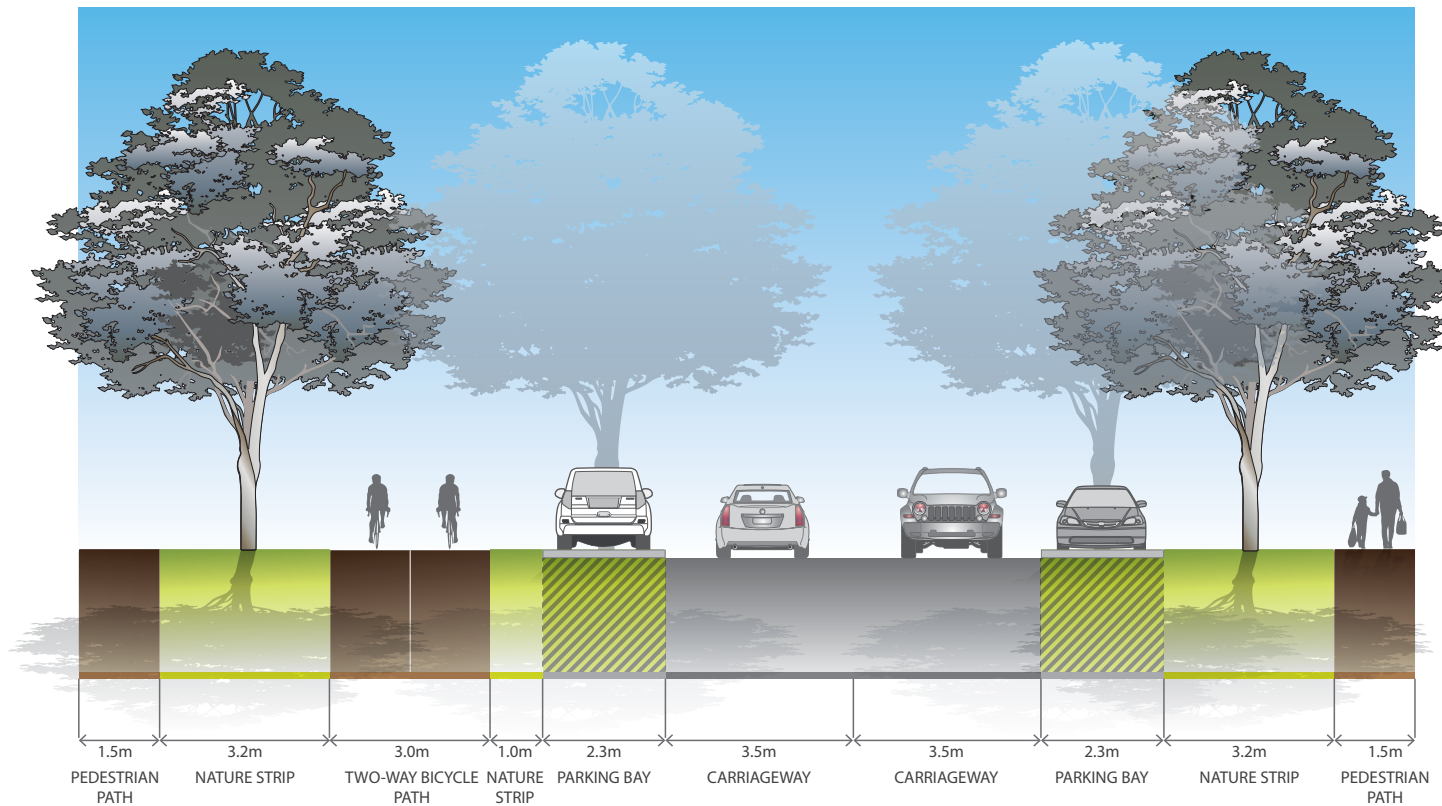 1.5m 3.2m 3.0m 1.0m 2.3m 3.5m 3.5m 2.3m 3.2m 1.5m
PEDESTRIAN NATURE STRIP TWO-WAY BICYCLE NATURE PARKING BAY CARRIAGEWAY CARRIAGEWAY PARKING BAY NATURE STRIP PEDESTRIAN
PATH PATH STRIP PATH